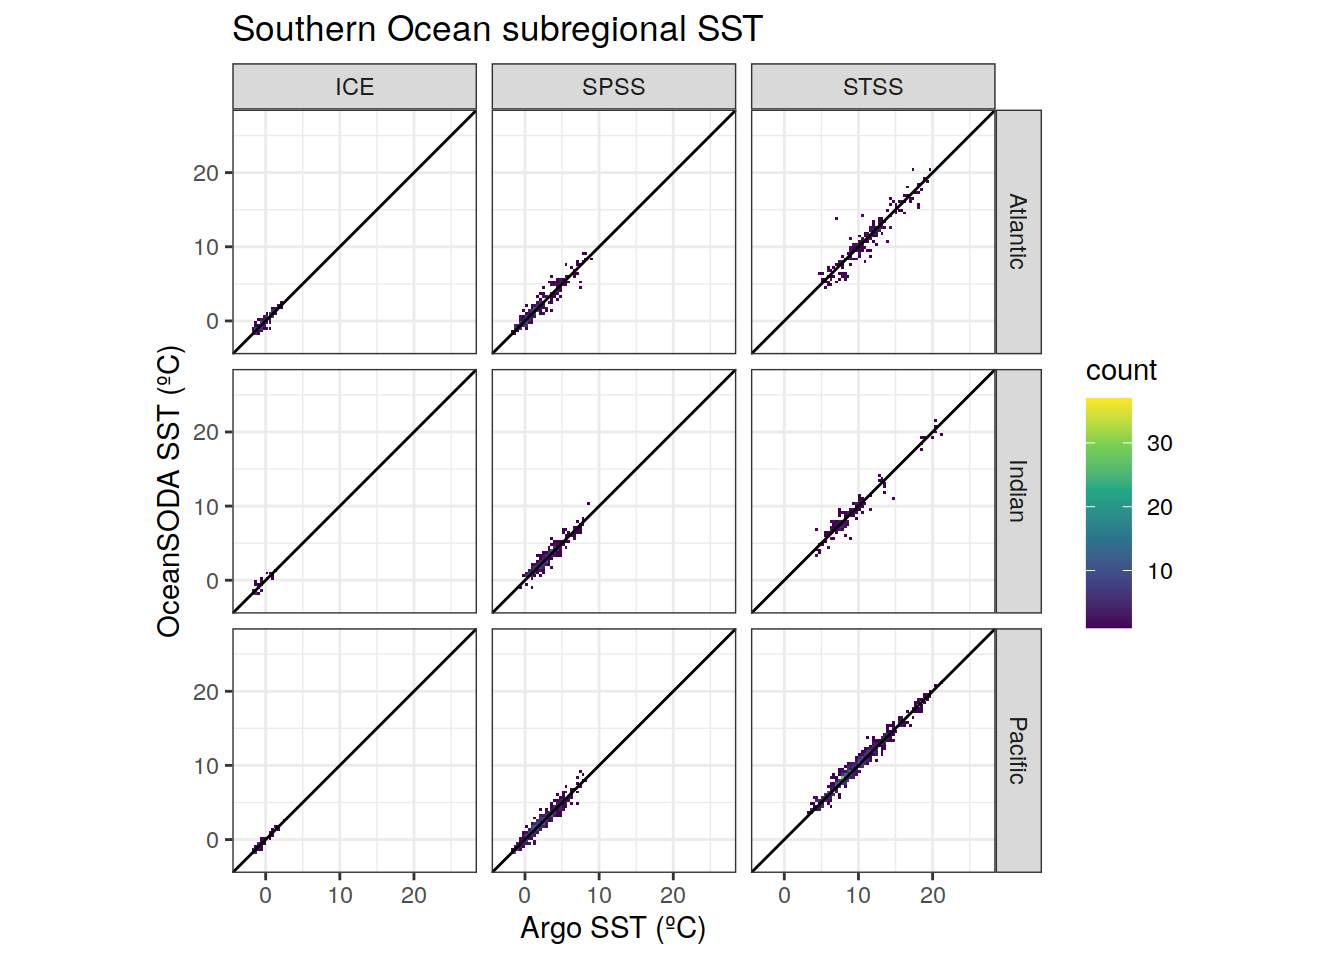 Southern Ocean subregional SST
ICE SPSS STSS
20
10
0
Atlantic
20
10
0
Indian
20
10
0
Pacific
0 10 20 0 10 20 0 10 20
Argo SST (ºC)
OceanSODA SST (ºC)
count
30
20
10